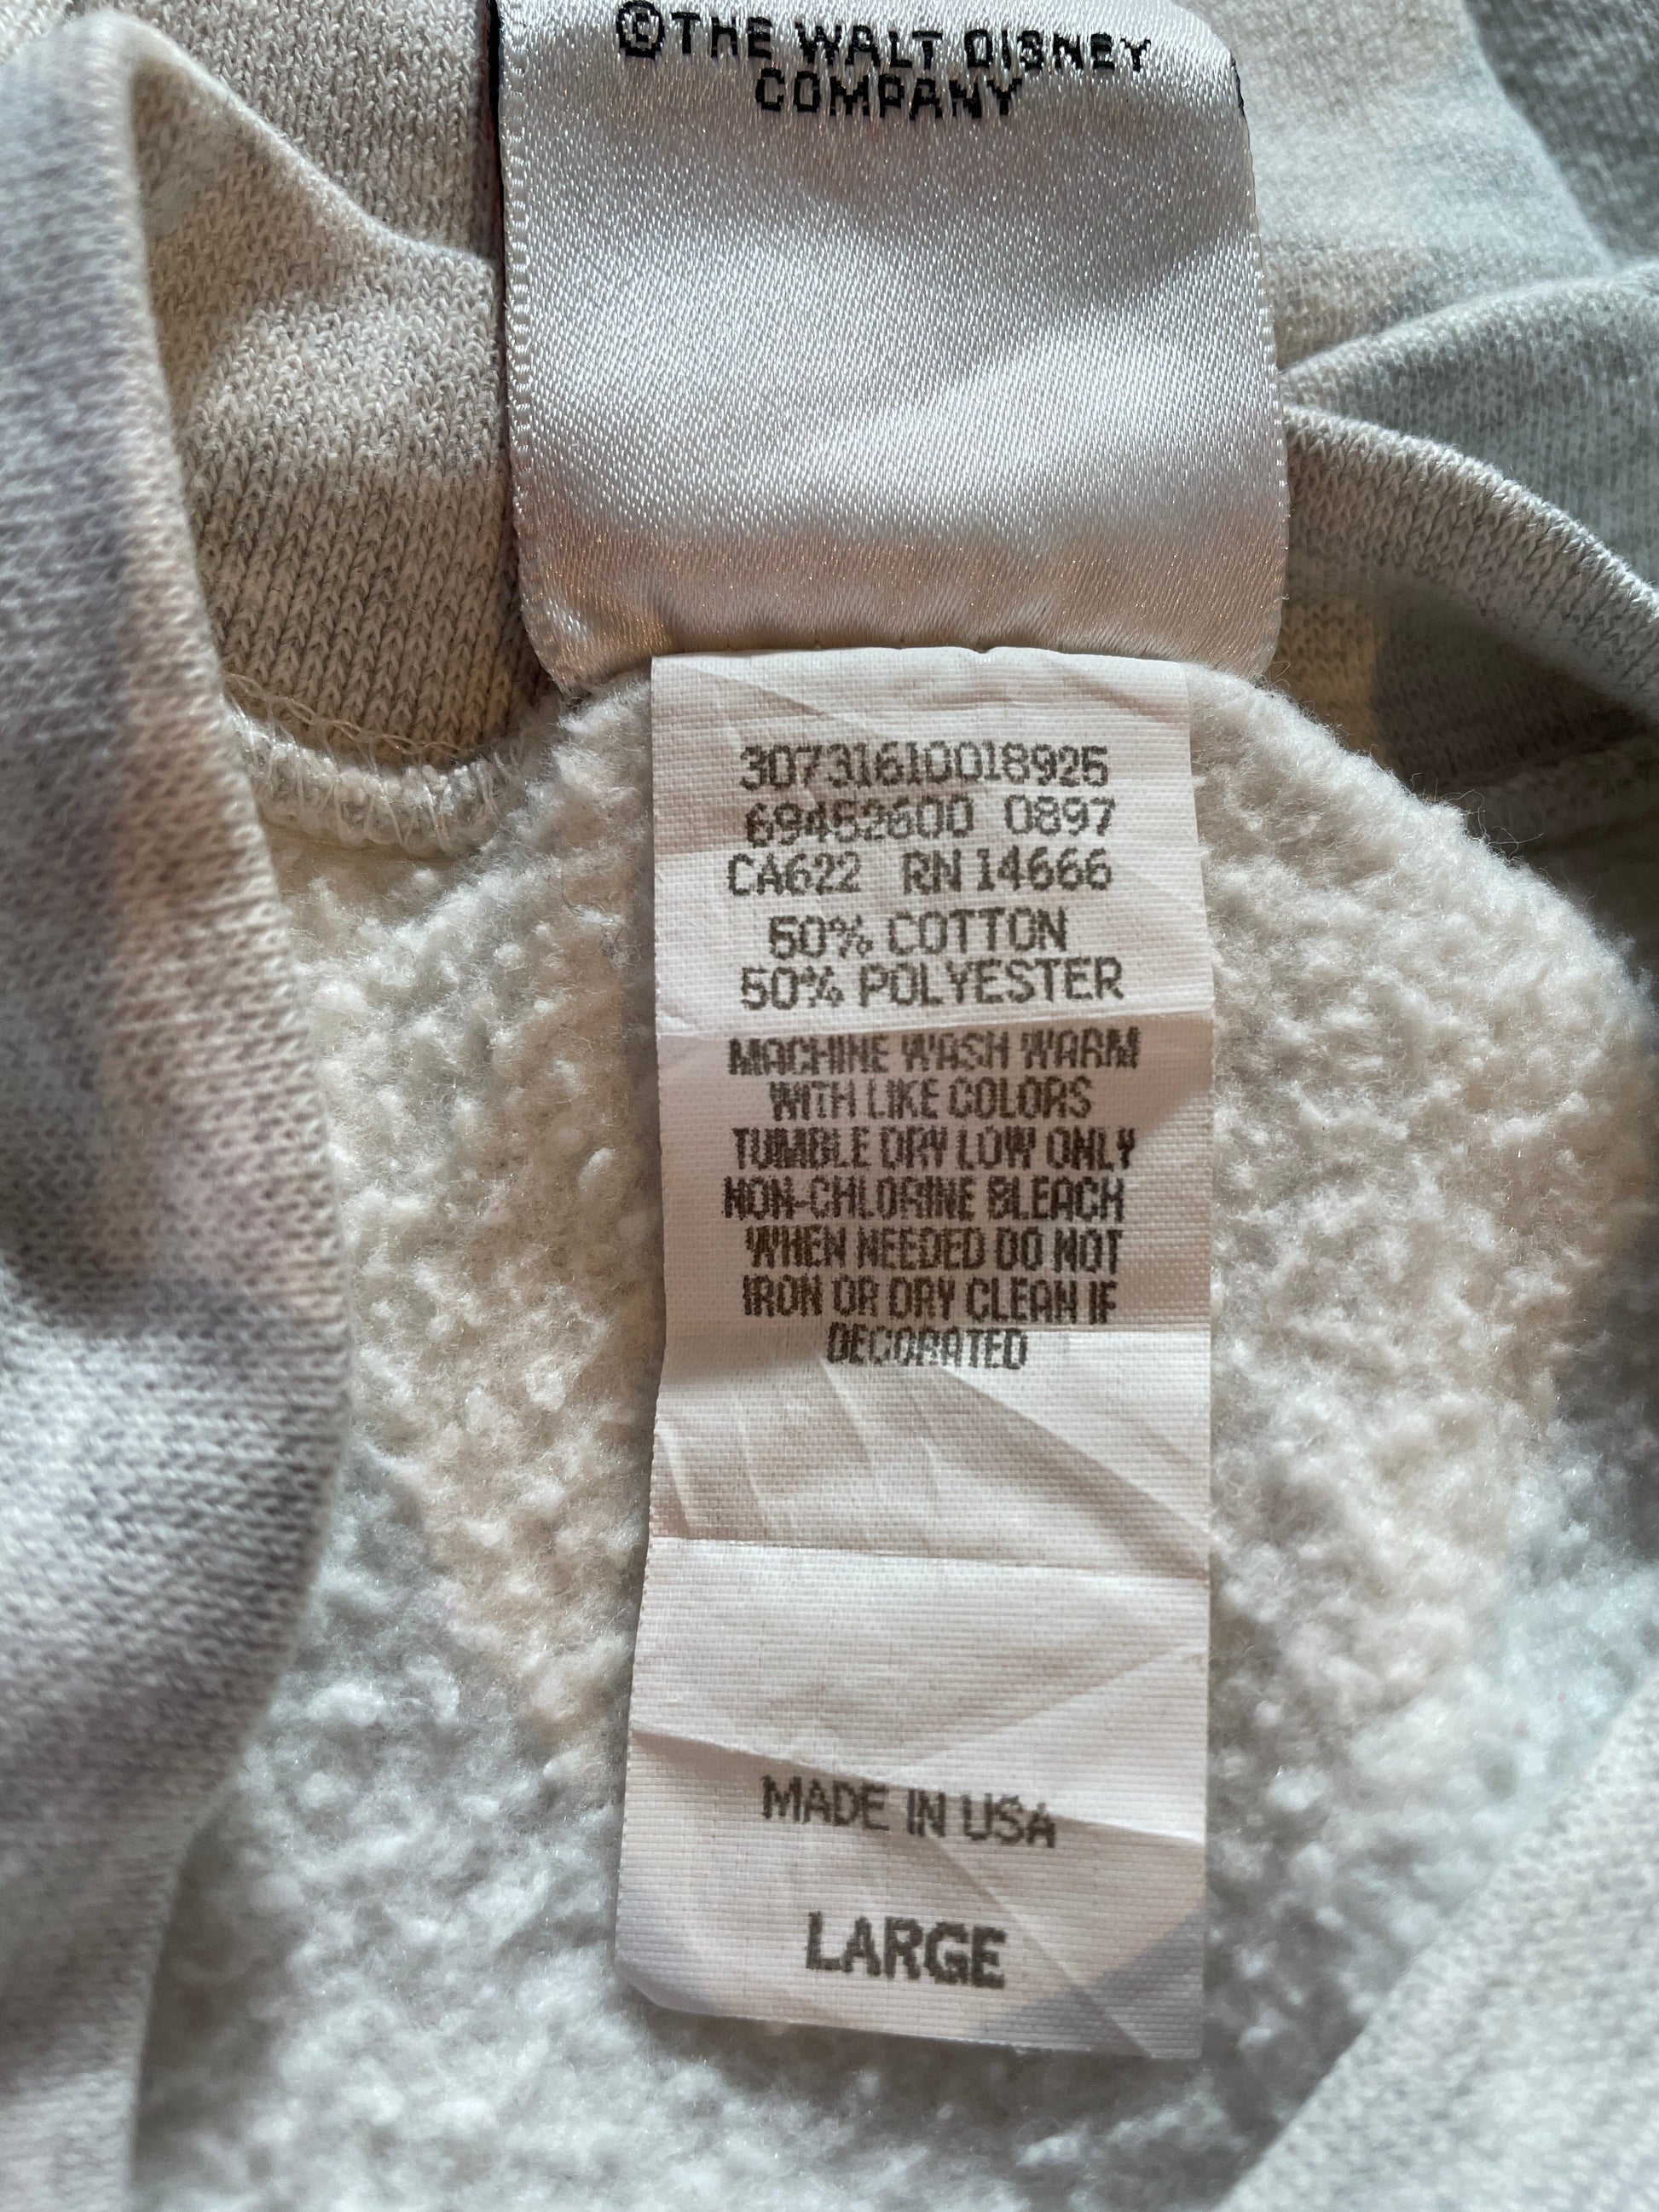 ©THE WALT DISNEY
COMPANY
30731610018925
69452600 0897
CA622 RN 14666
50% COTTON
50% POLYESTER
MACHINE WASH WARM
WITH LIKE COLORS
TUMBLE DRY LOW ONLY
NON-CHLORINE BLEACH
WHEN NEEDED DO NOT
IRON OR DRY CLEAN IF
DECORATED
MADE IN USA
LARGE